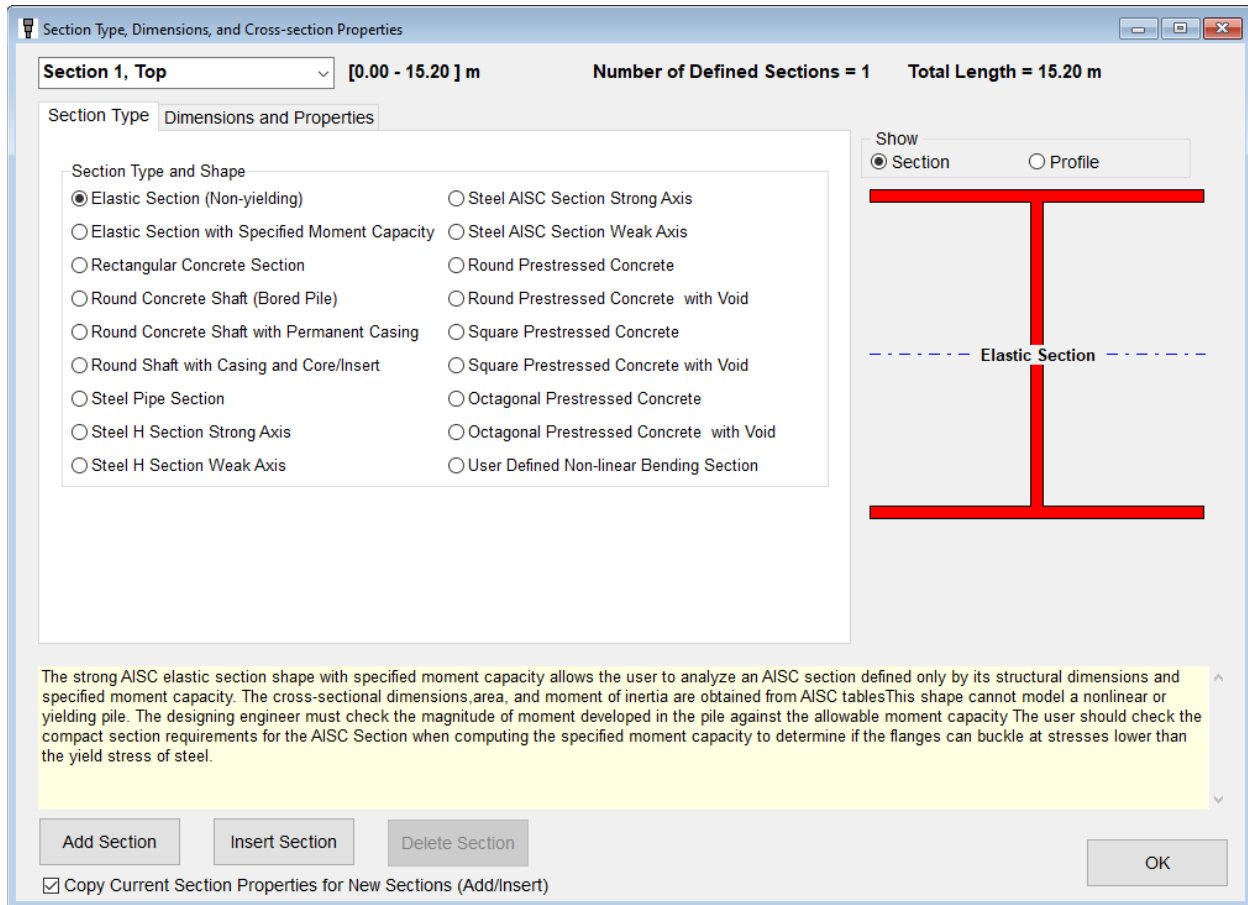 Section Type, Dimensions, and Cross-section Properties
Section 1, Top [0.00 - 15.20 ] m Number of Defined Sections = 1 Total Length = 15.20 m
Section Type Dimensions and Properties
Show
Section Profile
Section Type and Shape
Elastic Section (Non-yielding) Steel AISC Section Strong Axis
Elastic Section with Specified Moment Capacity Steel AISC Section Weak Axis
Rectangular Concrete Section Round Prestressed Concrete
Round Concrete Shaft (Bored Pile) Round Prestressed Concrete with Void
Round Concrete Shaft with Permanent Casing Square Prestressed Concrete
Round Shaft with Casing and Core/Insert Square Prestressed Concrete with Void
Steel Pipe Section Octagonal Prestressed Concrete
Steel H Section Strong Axis Octagonal Prestressed Concrete with Void
Steel H Section Weak Axis User Defined Non-linear Bending Section
Elastic Section
The strong AISC elastic section shape with specified moment capacity allows the user to analyze an AISC section defined only by its structural dimensions and
specified moment capacity. The cross-sectional dimensions,area, and moment of inertia are obtained from AISC tablesThis shape cannot model a nonlinear or
yielding pile. The designing engineer must check the magnitude of moment developed in the pile against the allowable moment capacity The user should check the
compact section requirements for the AISC Section when computing the specified moment capacity to determine if the flanges can buckle at stresses lower than
the yield stress of steel.
Add Section Insert Section Delete Section
OK
Copy Current Section Properties for New Sections (Add/Insert)